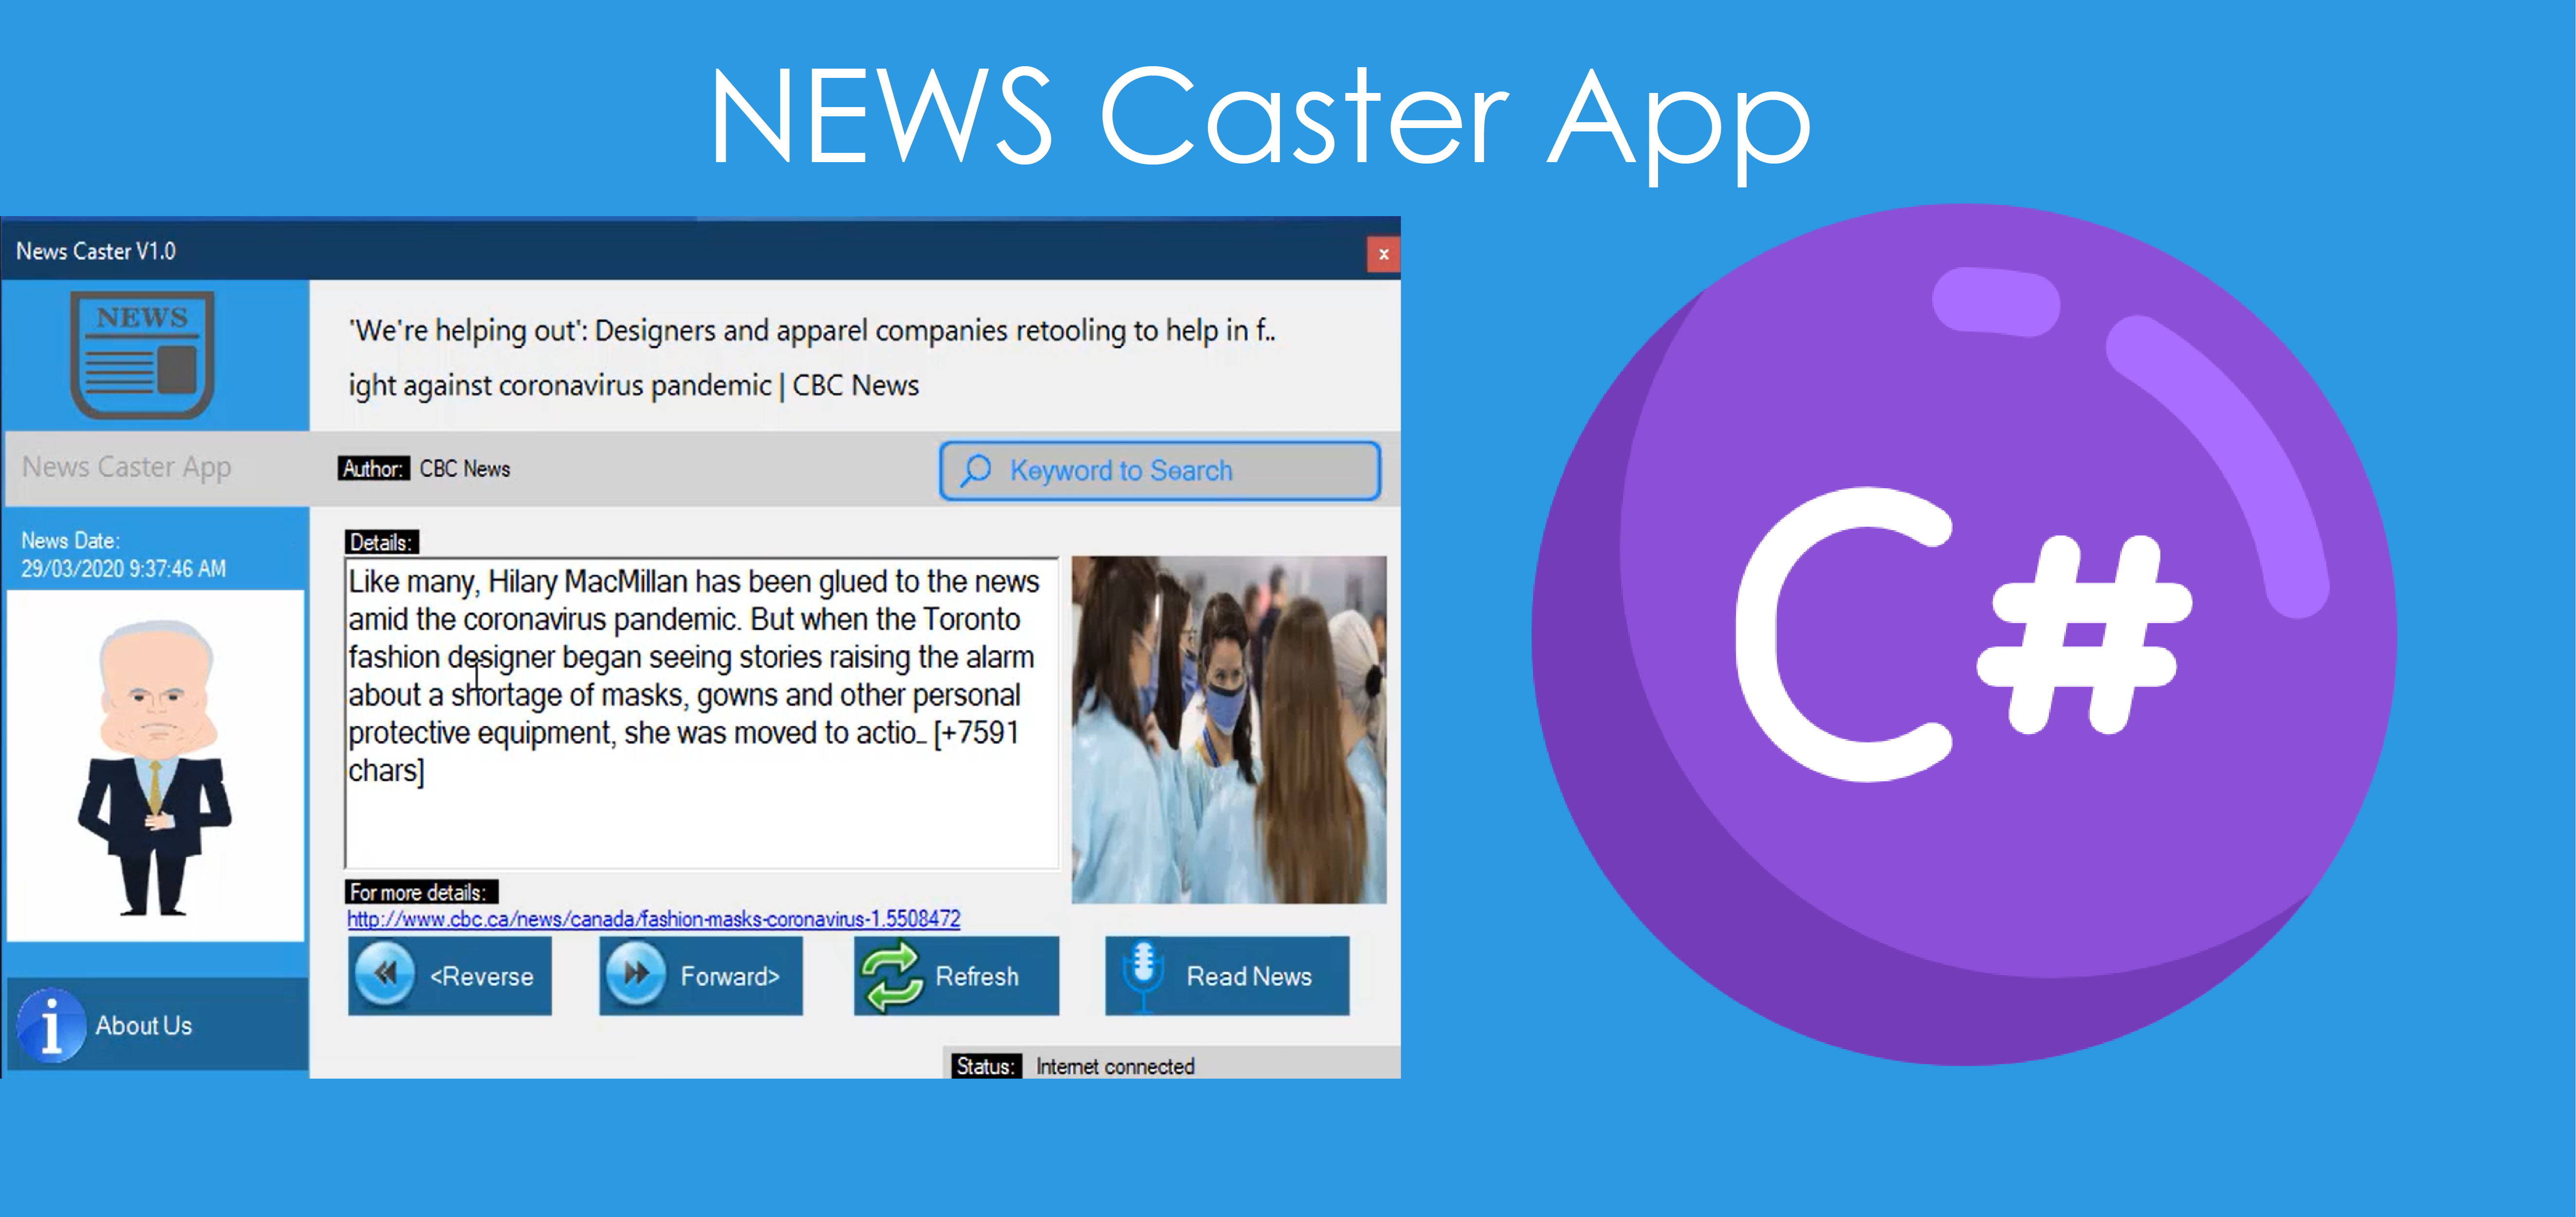 NEWS Caster App
News Caster V1.0
x
NEWS
'We're helping out': Designers and apparel companies retooling to help in f..
ight against coronavirus pandemic | CBC News
News Caster App
Author: CBC News
Keyword to Search
News Date:
29/03/2020 9:37:46 AM
Details:
Like many, Hilary MacMillan has been glued to the news
amid the coronavirus pandemic. But when the Toronto
fashion designer began seeing stories raising the alarm
about a shortage of masks, gowns and other personal
protective equipment, she was moved to actio... [+7591
chars]
For more details:
http://www.cbc.ca/news/canada/fashion-masks-coronavirus-1.5508472
<Reverse
Forward>
Refresh
Read News
i About Us
Status: Internet connected
C#